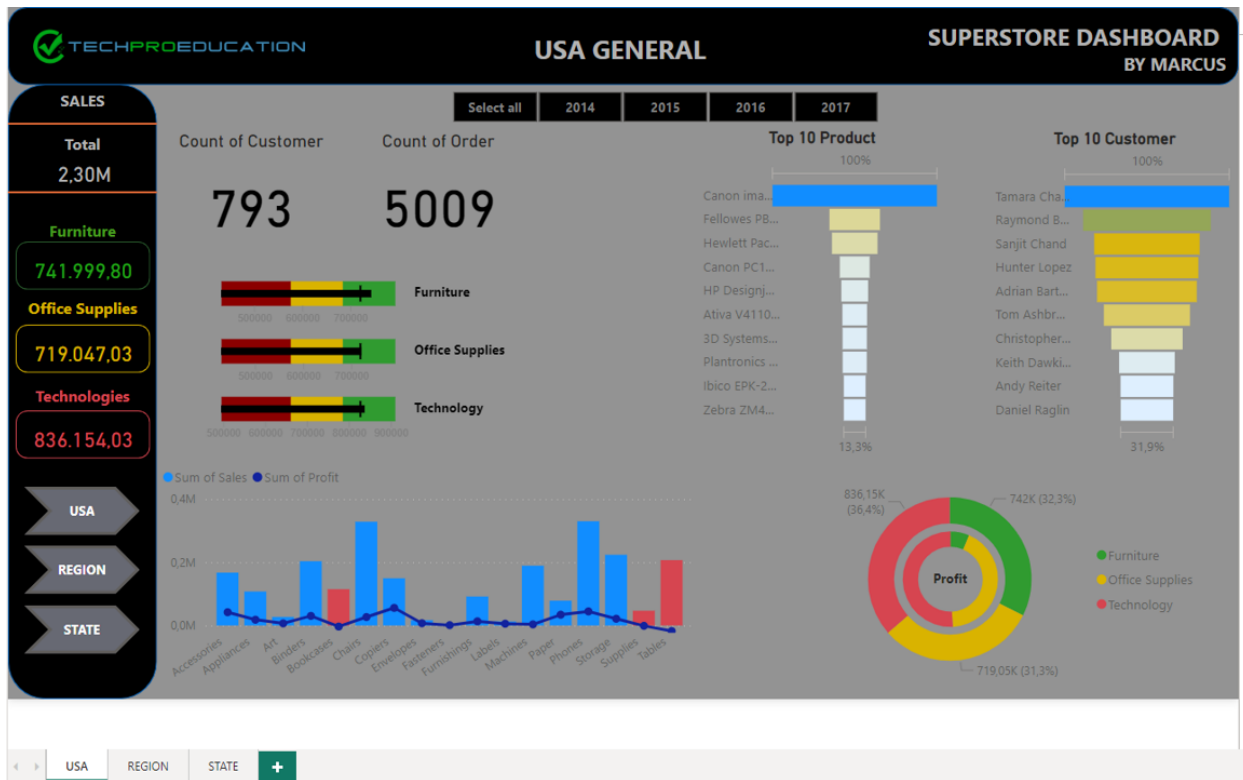 TECHPROEDUCATION
USA GENERAL
SUPERSTORE DASHBOARD
BY MARCUS
SALES
Total
2,30M
Furniture
741.999,80
Office Supplies
719.047,03
Technologies
836.154,03
USA
REGION
STATE
Select all 2014 2015 2016 2017
Count of Customer
793
Count of Order
5009
Furniture
500000 600000 700000
Office Supplies
500000 600000 700000
Technology
500000 600000 700000 800000 900000
Top 10 Product
100%
Canon ima...
Fellowes PB...
Hewlett Pac...
Canon PC1...
HP Designj...
Ativa V4110...
3D Systems...
Plantronics ...
Ibico EPK-2...
Zebra ZM4...
13,3%
Top 10 Customer
100%
Tamara Cha...
Raymond B...
Sanjit Chand
Hunter Lopez
Adrian Bart...
Tom Ashbr...
Christopher...
Keith Dawki...
Andy Reiter
Daniel Raglin
31,9%
Sum of Sales Sum of Profit
0,4M
0,2M
0,0M
Accessories
Appliances
Art
Binders
Bookcases
Chairs
Copiers
Envelopes
Fasteners
Furnishings
Labels
Machines
Paper
Phones
Storage
Supplies
Tables
836,15K
(36,4%)
742K (32,3%)
Profit
719,05K (31,3%)
Furniture
Office Supplies
Technology
USA REGION STATE +